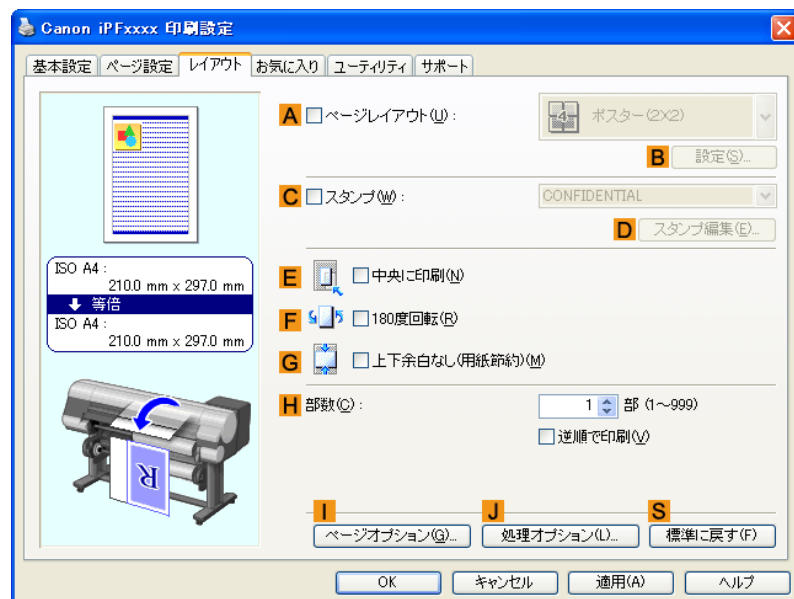 Canon iPFxxxx 印刷設定
基本設定 ページ設定 レイアウト お気に入り ユーティリティ サポート
A ページレイアウト(U) : 4 ポスター(2X2)
B 設定(S)...
C スタンプ(W) : CONFIDENTIAL
D スタンプ編集(E)...
ISO A4 :
210.0 mm x 297.0 mm
等倍
ISO A4 :
210.0 mm x 297.0 mm
E 中央に印刷(N)
F 180度回転(R)
G 上下余白なし(用紙節約)(M)
H 部数(C) : 1 部 (1～999)
逆順で印刷(V)
R
I J S
ページオプション(G)... 処理オプション(L)... 標準に戻す(F)
OK キャンセル 適用(A) ヘルプ